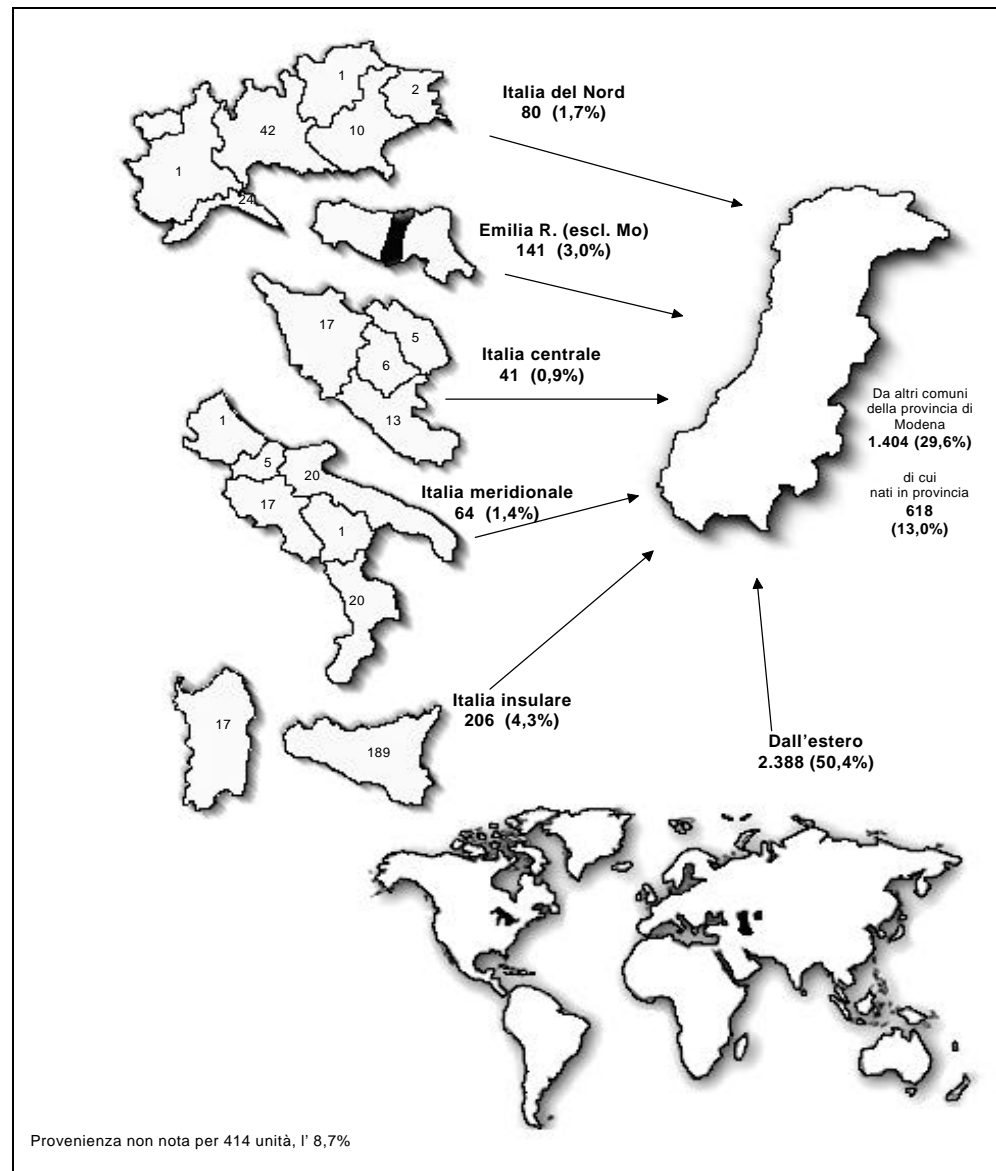 1
2
Italia del Nord
80 (1,7%)
42
10
1
24
Emilia R. (escl. Mo)
141 (3,0%)
17
5
6
13
Italia centrale
41 (0,9%)
Da altri comuni
della provincia di
Modena
1.404 (29,6%)
di cui
nati in provincia
618
(13,0%)
1
5
20
17
1
20
Italia meridionale
64 (1,4%)
17
189
Italia insulare
206 (4,3%)
Dall'estero
2.388 (50,4%)
Provenienza non nota per 414 unità, l' 8,7%